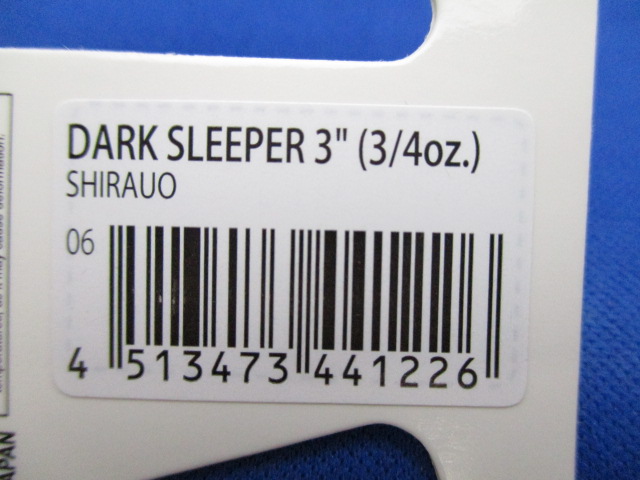 DARK SLEEPER 3" (3/4oz.)
SHIRAUO
06
4 513473 441226